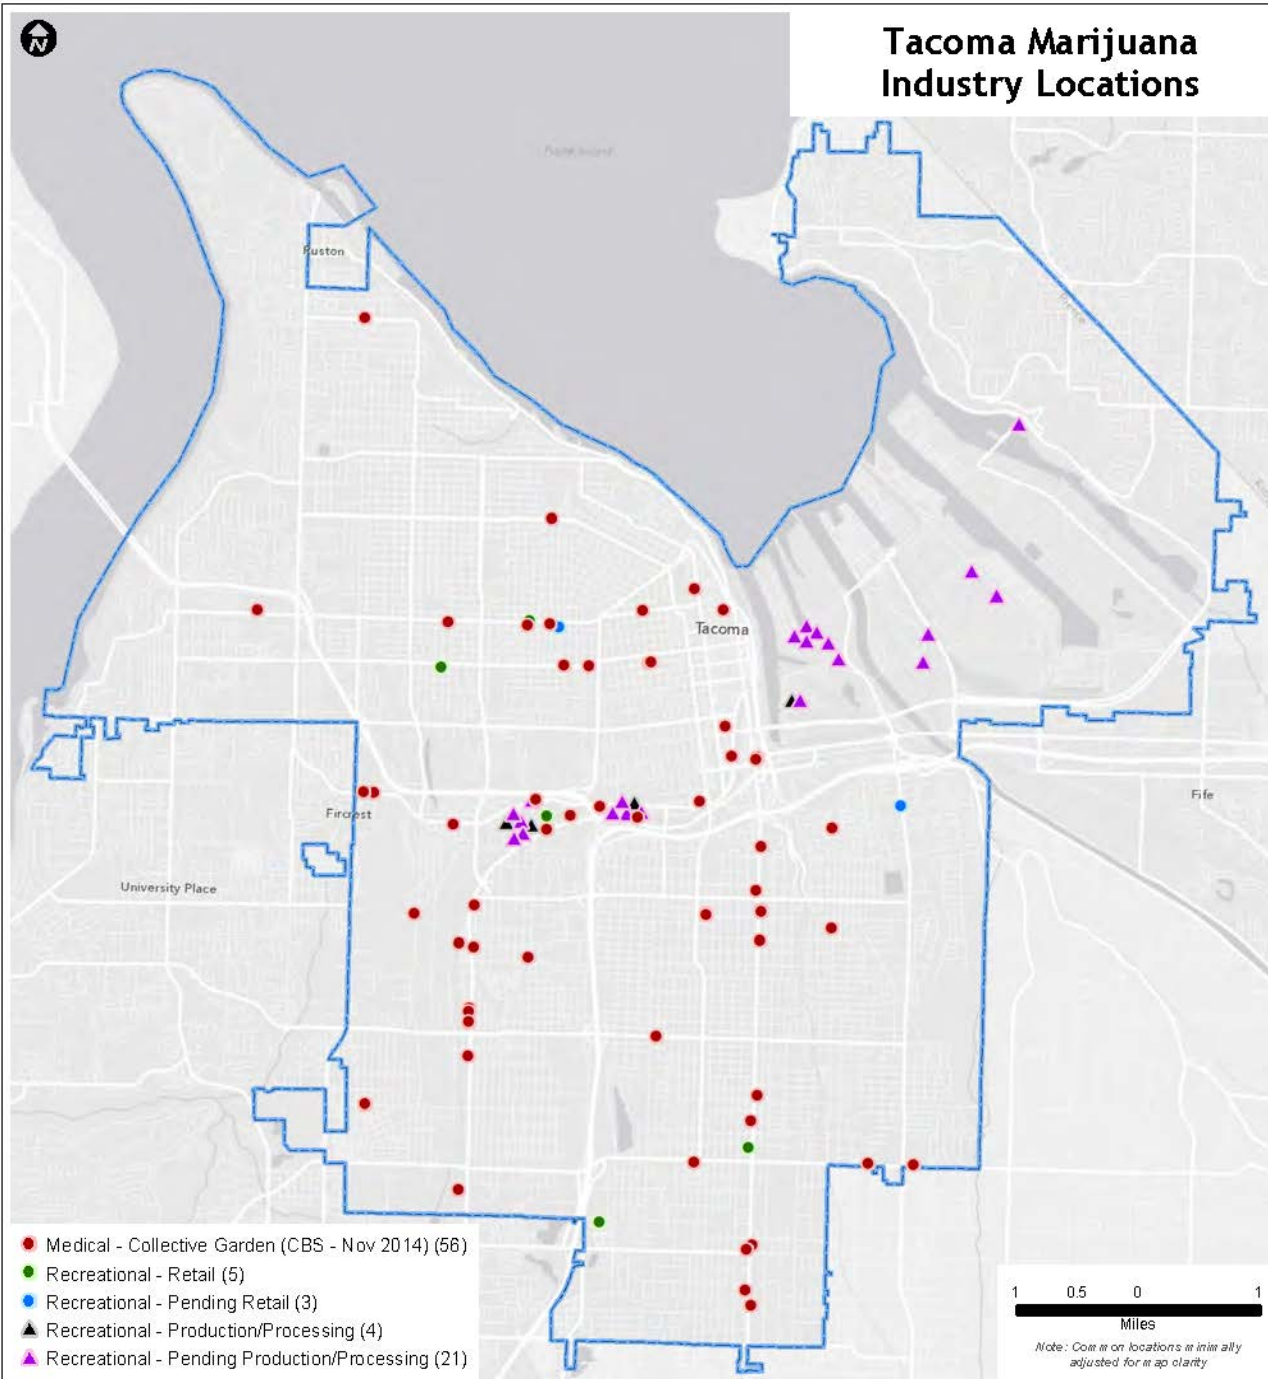 N
Tacoma Marijuana
Industry Locations
Ruston
Tacoma
Fife
Fircrest
University Place
Medical - Collective Garden (CBS - Nov 2014) (56)
Recreational - Retail (5)
Recreational - Pending Retail (3)
Recreational - Production/Processing (4)
Recreational - Pending Production/Processing (21)
1 0.5 0 1
Miles
Note: Common locations minimally
adjusted for map clarity